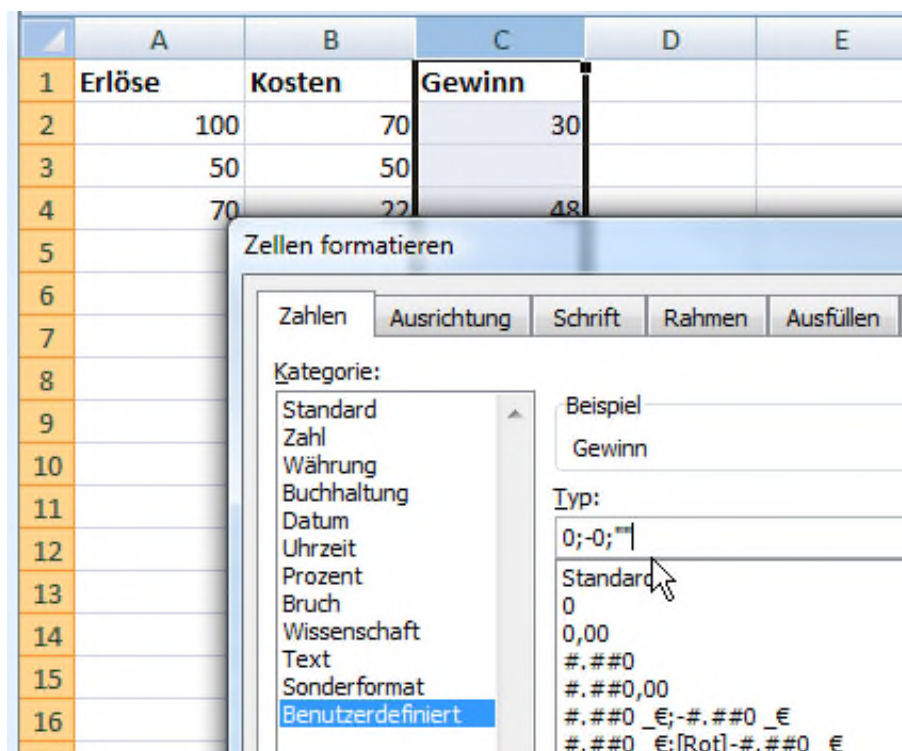 A B C D E
1 Erlöse Kosten Gewinn
2 100 70 30
3 50 50
4 70 22 48
5
6
7
8
9
10
11
12
13
14
15
16
Zellen formatieren
Zahlen Ausrichtung Schrift Rahmen Ausfüllen
Kategorie:
Standard
Zahl
Währung
Buchhaltung
Datum
Uhrzeit
Prozent
Bruch
Wissenschaft
Text
Sonderformat
Benutzerdefiniert
Beispiel
Gewinn
Typ:
0;-0;""
Standard
0
0,00
#.##0
#.##0,00
#.##0 _€;-#.##0 _€
#.##0 _€;[Rot]-#.##0 _€